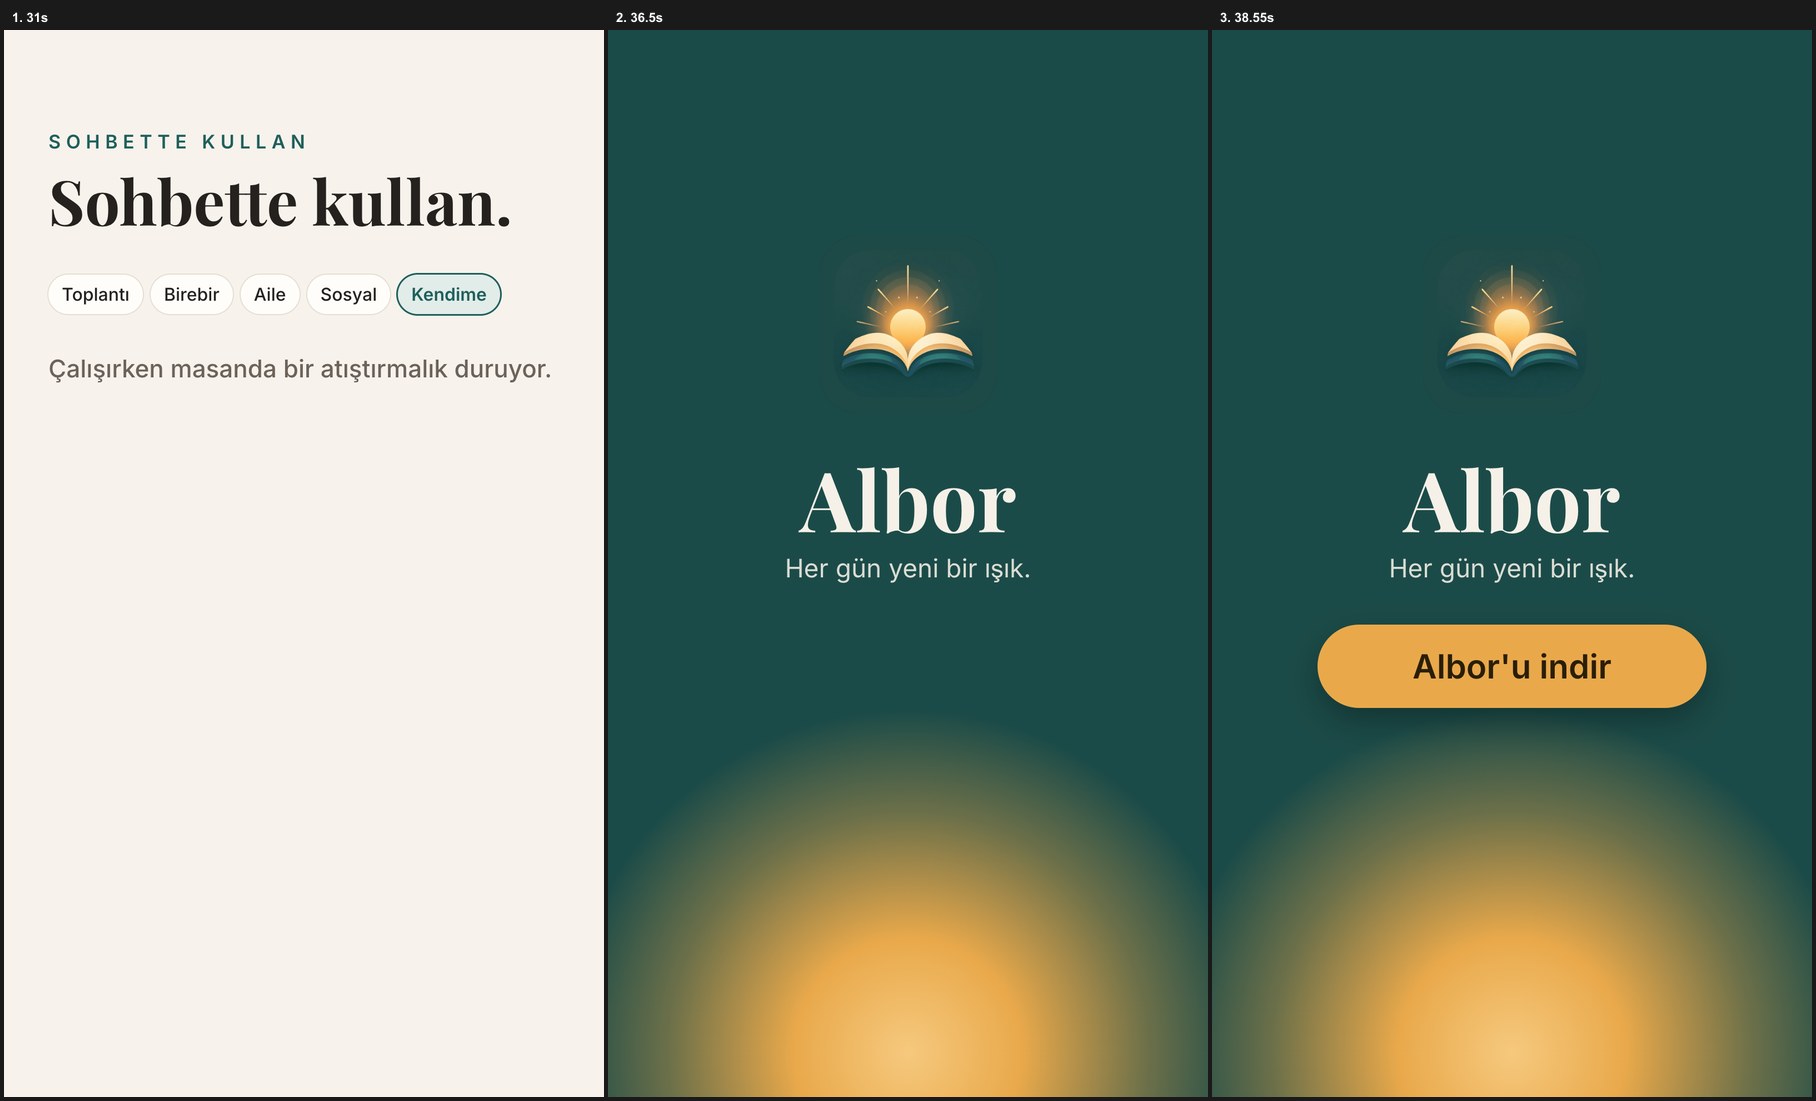 1. 31s
SOHBETTE KULLAN
Sohbette kullan.
Toplantı Birebir Aile Sosyal Kendime
Çalışırken masanda bir atıştırmalık duruyor.
2. 36.5s
Albor
Her gün yeni bir ışık.
3. 38.55s
Albor
Her gün yeni bir ışık.
Albor'u indir